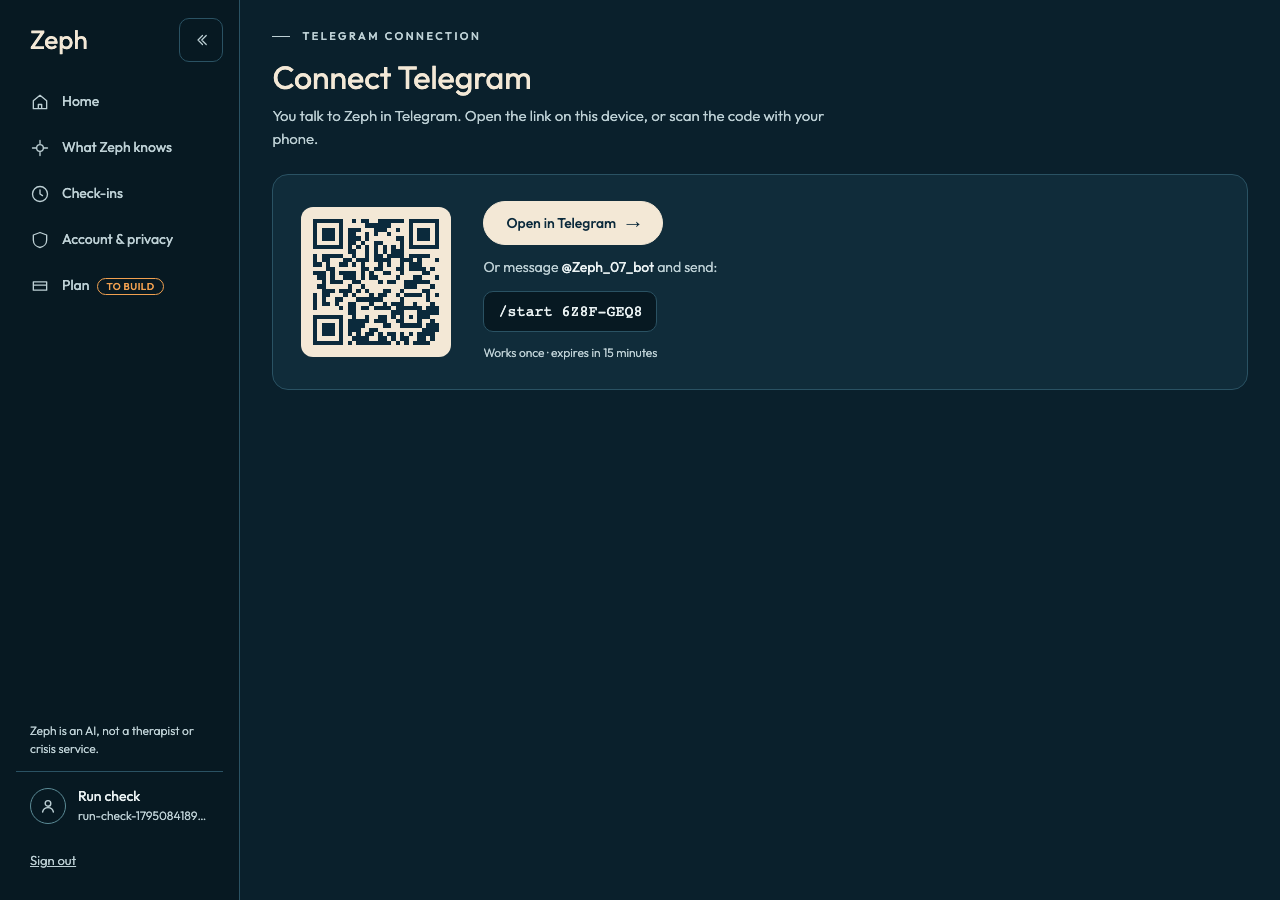 Zeph
Home
What Zeph knows
Check-ins
Account & privacy
Plan TO BUILD
Zeph is an AI, not a therapist or
crisis service.
Run check
run-check-1795084189...
Sign out
TELEGRAM CONNECTION
Connect Telegram
You talk to Zeph in Telegram. Open the link on this device, or scan the code with your
phone.
Open in Telegram →
Or message @Zeph_07_bot and send:
/start 6Z8F-GEQ8
Works once · expires in 15 minutes